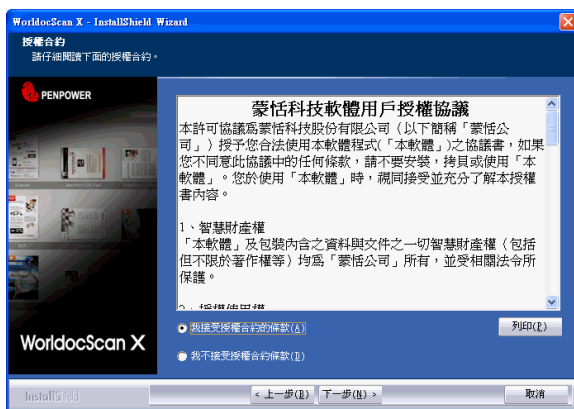 WorldocScan X - InstallShield Wizard
授權合約
請仔細閱讀下面的授權合約。
PENPOWER
蒙恬科技軟體用戶授權協議
本許可協議為蒙恬科技股份有限公司（以下簡稱「蒙恬公
司」）授予您合法使用本軟體程式(「本軟體」)之協議書，如果
您不同意此協議中的任何條款，請不要安裝，拷貝或使用「本
軟體」。您於使用「本軟體」時，視同接受並充分了解本授權
書內容。
1、智慧財產權
「本軟體」及包裝內含之資料與文件之一切智慧財產權（包括
但不限於著作權等）均為「蒙恬公司」所有，並受相關法令所
保護。
2、授權使用權
我接受授權合約的條款(A)
列印(P)
WorldocScan X
我不接受授權合約條款(D)
InstallShield
< 上一步(B)
下一步(N) >
取消